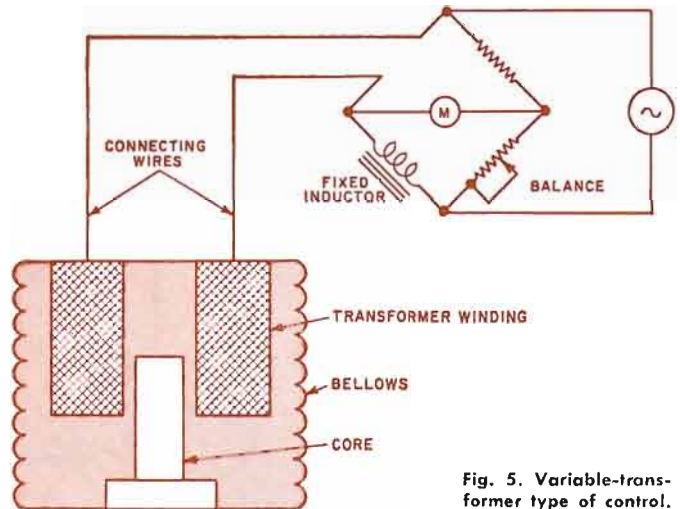 CONNECTING
WIRES
M
~
FIXED
INDUCTOR
BALANCE
TRANSFORMER WINDING
BELLOWS
CORE
Fig. 5. Variable-trans-
former type of control.